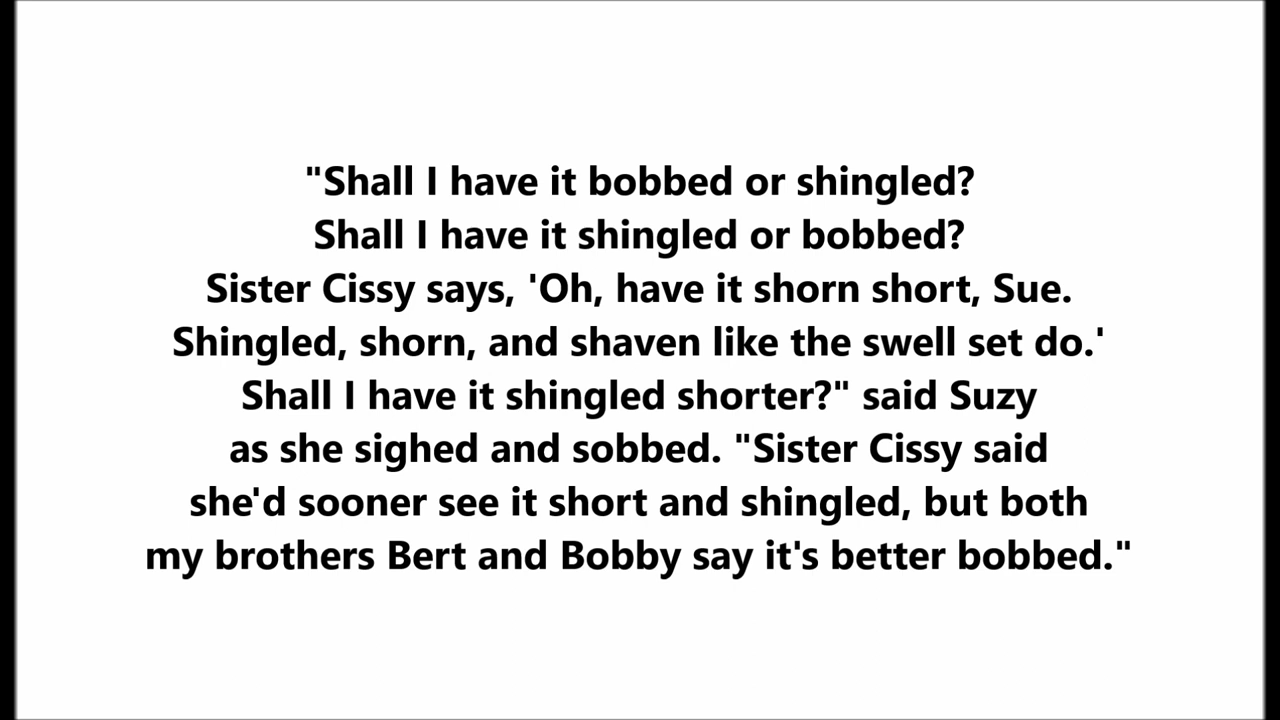 "Shall I have it bobbed or shingled?
Shall I have it shingled or bobbed?
Sister Cissy says, 'Oh, have it shorn short, Sue.
Shingled, shorn, and shaven like the swell set do.'
Shall I have it shingled shorter?" said Suzy
as she sighed and sobbed. "Sister Cissy said
she'd sooner see it short and shingled, but both
my brothers Bert and Bobby say it's better bobbed."